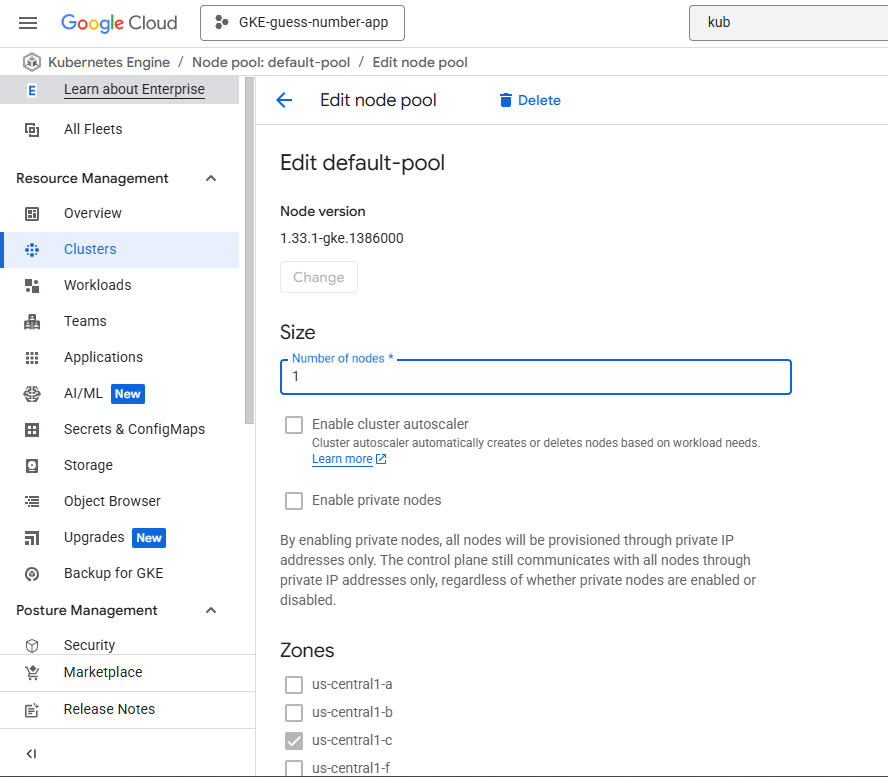 Google Cloud
GKE-guess-number-app
kub
Kubernetes Engine / Node pool: default-pool / Edit node pool
E Learn about Enterprise
All Fleets
Resource Management
Overview
Clusters
Workloads
Teams
Applications
AI/ML New
Secrets & ConfigMaps
Storage
Object Browser
Upgrades New
Backup for GKE
Posture Management
Security
Marketplace
Release Notes
Edit node pool
Delete
Edit default-pool
Node version
1.33.1-gke.1386000
Change
Size
Number of nodes *
1
Enable cluster autoscaler
Cluster autoscaler automatically creates or deletes nodes based on workload needs.
Learn more
Enable private nodes
By enabling private nodes, all nodes will be provisioned through private IP
addresses only. The control plane still communicates with all nodes through
private IP addresses only, regardless of whether private nodes are enabled or
disabled.
Zones
us-central1-a
us-central1-b
us-central1-c
us-central1-f